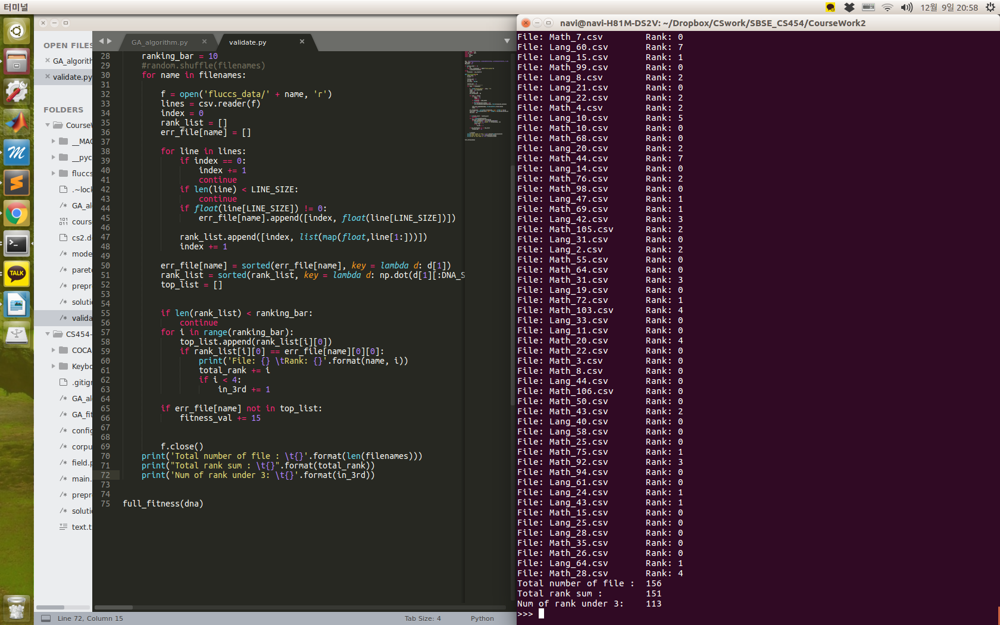 터미널
12월 9일 20:58
OPEN FILES
GA_algorith
validate.py
FOLDERS
CourseW
__MAC
__pyc
flucc
.~lock
GA_al
101
011
cours
cs2.d
mode
paret
prepr
soluti
valida
CS454-
COCA
Keybo
.gitigr
GA_al
GA_fit
config
corpu
field.p
main.
prepr
soluti
text.t
TALK
GA_algorithm.py
validate.py
28 ranking_bar = 10
29 #random.shuffle(filenames)
30 for name in filenames:
31
32 f = open('fluccs_data/' + name, 'r')
33 lines = csv.reader(f)
34 index = 0
35 rank_list = []
36 err_file[name] = []
37
38 for line in lines:
39 if index == 0:
40 index += 1
41 continue
42 if len(line) < LINE_SIZE:
43 continue
44 if float(line[LINE_SIZE]) != 0:
45 err_file[name].append([index, float(line[LINE_SIZE])])
46
47 rank_list.append([index, list(map(float,line[1:]))])
48 index += 1
49
50 err_file[name] = sorted(err_file[name], key = lambda d: d[1])
51 rank_list = sorted(rank_list, key = lambda d: np.dot(d[1][:DNA_S
52 top_list = []
53
54
55 if len(rank_list) < ranking_bar:
56 continue
57 for i in range(ranking_bar):
58 top_list.append(rank_list[i][0])
59 if rank_list[i][0] == err_file[name][0][0]:
60 print('File: {} \tRank: {}'.format(name, i))
61 total_rank += i
62 if i < 4:
63 in_3rd += 1
64
65 if err_file[name] not in top_list:
66 fitness_val += 15
67
68
69 f.close()
70 print('Total number of file : \t{}'.format(len(filenames)))
71 print("Total rank sum : \t{}".format(total_rank))
72 print('Num of rank under 3: \t{}'.format(in_3rd))
73
74
75 full_fitness(dna)
Line 72, Column 15
Tab Size: 4
Python
navi@navi-H81M-DS2V: ~/Dropbox/CSwork/SBSE_CS454/CourseWork2
File: Math_7.csv Rank: 0
File: Lang_60.csv Rank: 7
File: Lang_15.csv Rank: 1
File: Math_99.csv Rank: 0
File: Lang_8.csv Rank: 2
File: Lang_21.csv Rank: 0
File: Lang_22.csv Rank: 2
File: Math_4.csv Rank: 2
File: Lang_10.csv Rank: 5
File: Math_10.csv Rank: 0
File: Math_68.csv Rank: 0
File: Lang_20.csv Rank: 2
File: Math_44.csv Rank: 7
File: Lang_14.csv Rank: 0
File: Math_76.csv Rank: 2
File: Math_98.csv Rank: 0
File: Lang_47.csv Rank: 1
File: Math_69.csv Rank: 1
File: Lang_42.csv Rank: 3
File: Math_105.csv Rank: 2
File: Lang_31.csv Rank: 0
File: Lang_2.csv Rank: 2
File: Math_55.csv Rank: 0
File: Math_64.csv Rank: 0
File: Math_31.csv Rank: 3
File: Lang_19.csv Rank: 0
File: Math_72.csv Rank: 1
File: Math_103.csv Rank: 4
File: Lang_33.csv Rank: 0
File: Lang_11.csv Rank: 0
File: Math_20.csv Rank: 4
File: Math_22.csv Rank: 0
File: Math_3.csv Rank: 0
File: Math_8.csv Rank: 0
File: Lang_44.csv Rank: 0
File: Math_106.csv Rank: 0
File: Math_50.csv Rank: 0
File: Math_43.csv Rank: 2
File: Lang_40.csv Rank: 0
File: Lang_58.csv Rank: 0
File: Math_25.csv Rank: 0
File: Math_75.csv Rank: 1
File: Math_92.csv Rank: 3
File: Math_94.csv Rank: 0
File: Lang_61.csv Rank: 0
File: Lang_24.csv Rank: 1
File: Lang_43.csv Rank: 1
File: Math_15.csv Rank: 0
File: Lang_25.csv Rank: 0
File: Lang_28.csv Rank: 0
File: Math_35.csv Rank: 0
File: Math_26.csv Rank: 0
File: Lang_64.csv Rank: 1
File: Math_28.csv Rank: 4
Total number of file : 156
Total rank sum : 151
Num of rank under 3: 113
>>>